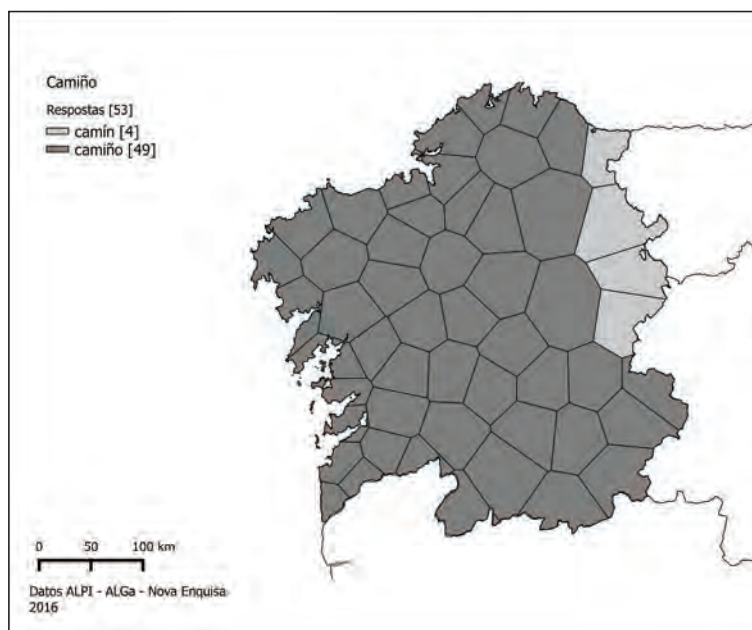 Camiño
Respostas [53]
camín [4]
camiño [49]
0 50 100 km
Datos ALPI - ALGa - Nova Enquisa
2016